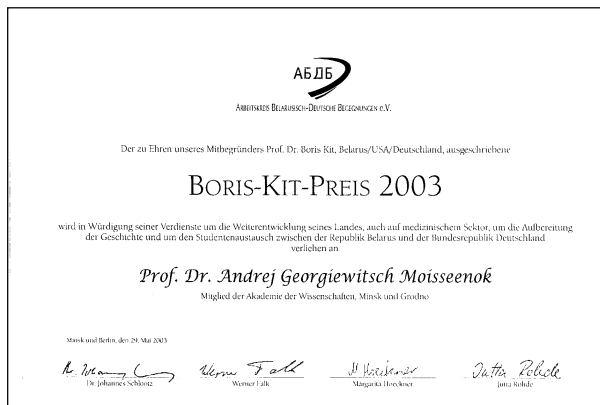 АБДБ
ARBEITSKREIS BELARUSISCH-DEUTSCHE BEGEGNUNGEN e.V.
Der zu Ehren unseres Mitbegründers Prof. Dr. Boris Kit, Belarus/USA/Deutschland, ausgeschriebene
BORIS-KIT-PREIS 2003
wird in Würdigung seiner Verdienste um die Weiterentwicklung seines Landes, auch auf medizinischem Sektor, um die Aufbereitung
der Geschichte und um den Studentenaustausch zwischen der Republik Belarus und der Bundesrepublik Deutschland
verliehen an
Prof. Dr. Andrej Georgiewitsch Moisseenok
Mitglied der Akademie der Wissenschaften, Minsk und Grodno
Minsk und Berlin, den 29. Mai 2003
Werner Falk Jutta Rohde
Dr. Johannes Werner Falk Margarita Jutta Rohde